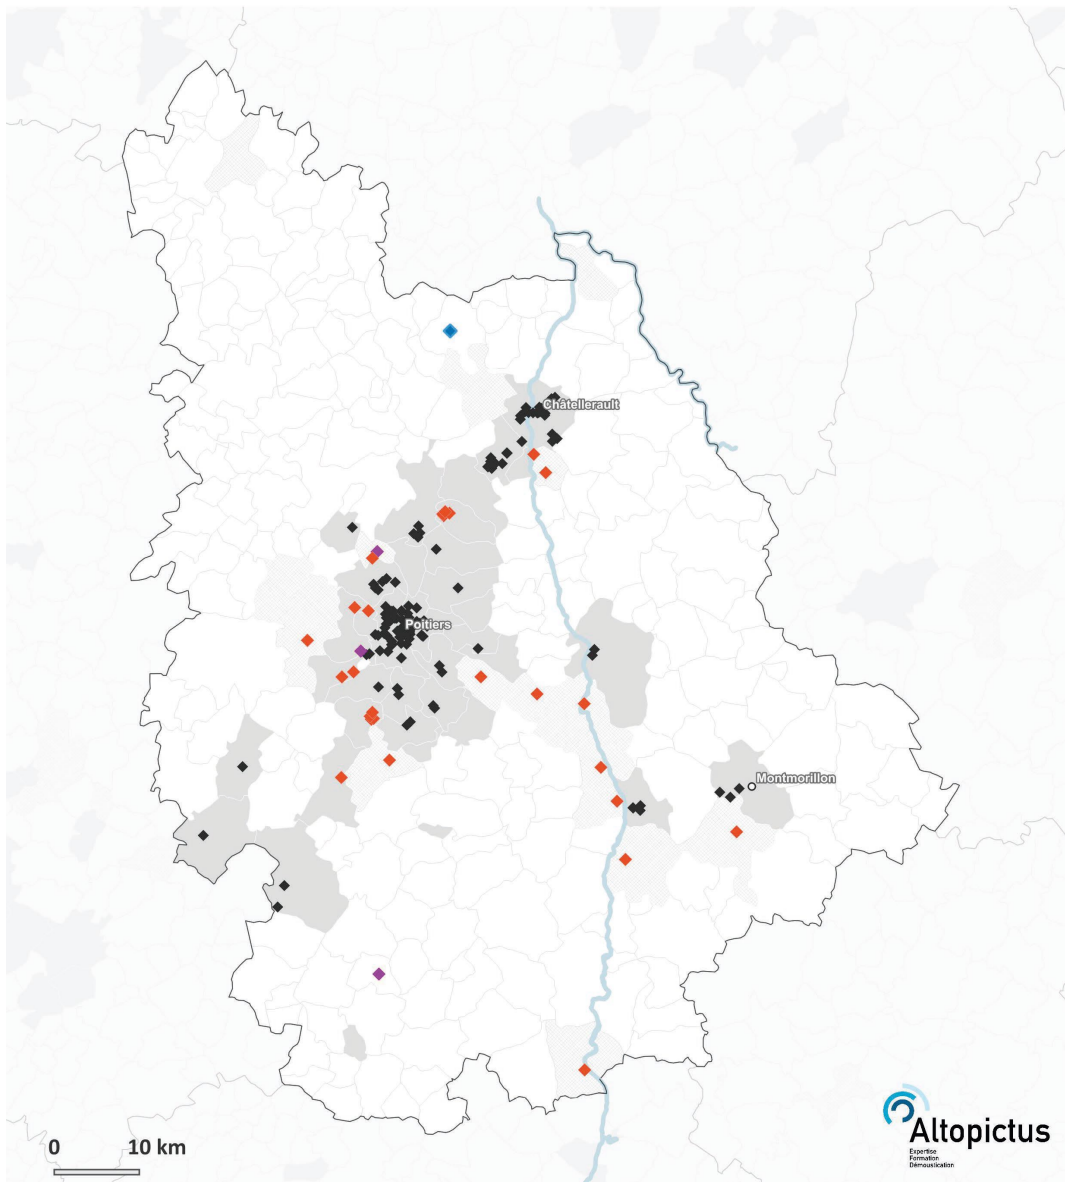 Châtellerault
Poitiers
Montmorillon
0 10 km
Altopictus
Expertise
Formation
Démoustication